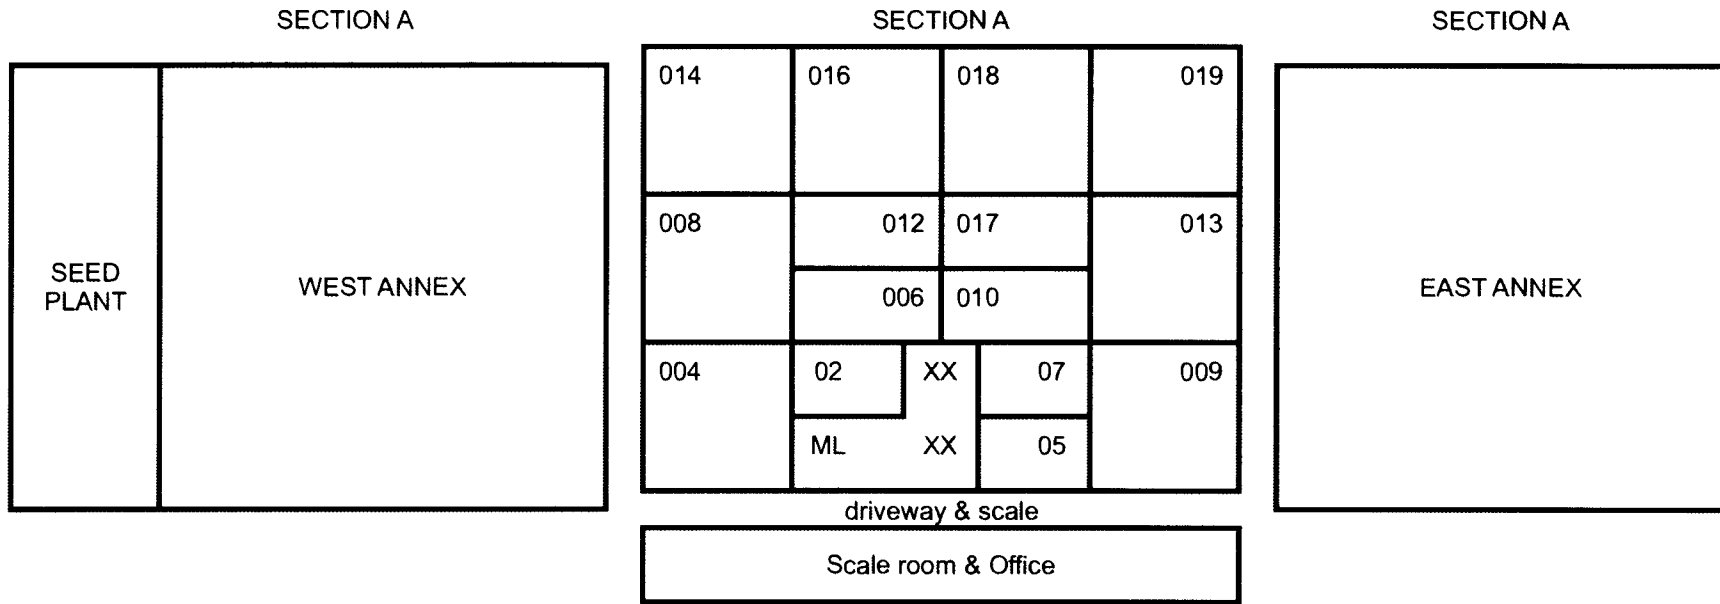 SECTION A SECTION A SECTION A
014 016 018 019
008 012 017 013
SEED
PLANT
WEST ANNEX
006 010
EAST ANNEX
004 02 XX 07 009
ML XX 05
driveway & scale
Scale room & Office